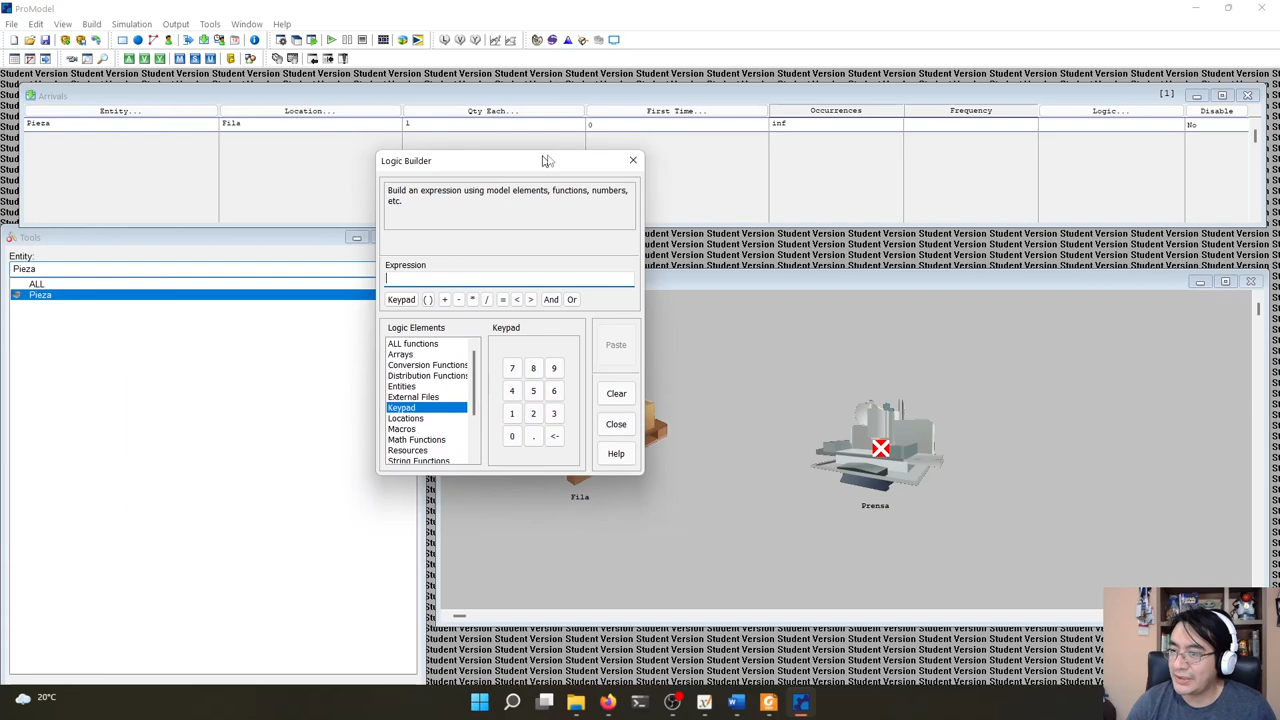 ProModel
File Edit View Build Simulation Output Tools Window Help
Student Version Student Version Student Version Student Version Student Version Student Version Student Version Student Version Student Version Student Version Student Version
Arrivals [1]
Entity... Location... Qty Each... First Time... Occurrences Frequency Logic... Disable
Pieza Fila 1 0 inf No
Logic Builder
Build an expression using model elements, functions, numbers,
etc.
Tools
Entity:
Pieza
ALL
Pieza
Expression
Keypad ( ) + - * / = < > And Or
Logic Elements Keypad
ALL functions
Arrays
Conversion Functions
Distribution Functions
Entities
External Files
Keypad
Locations
Macros
Math Functions
Resources
String Functions
7 8 9
4 5 6
1 2 3
0 . <-
Paste
Clear
Close
Help
Fila
Prensa
20°C